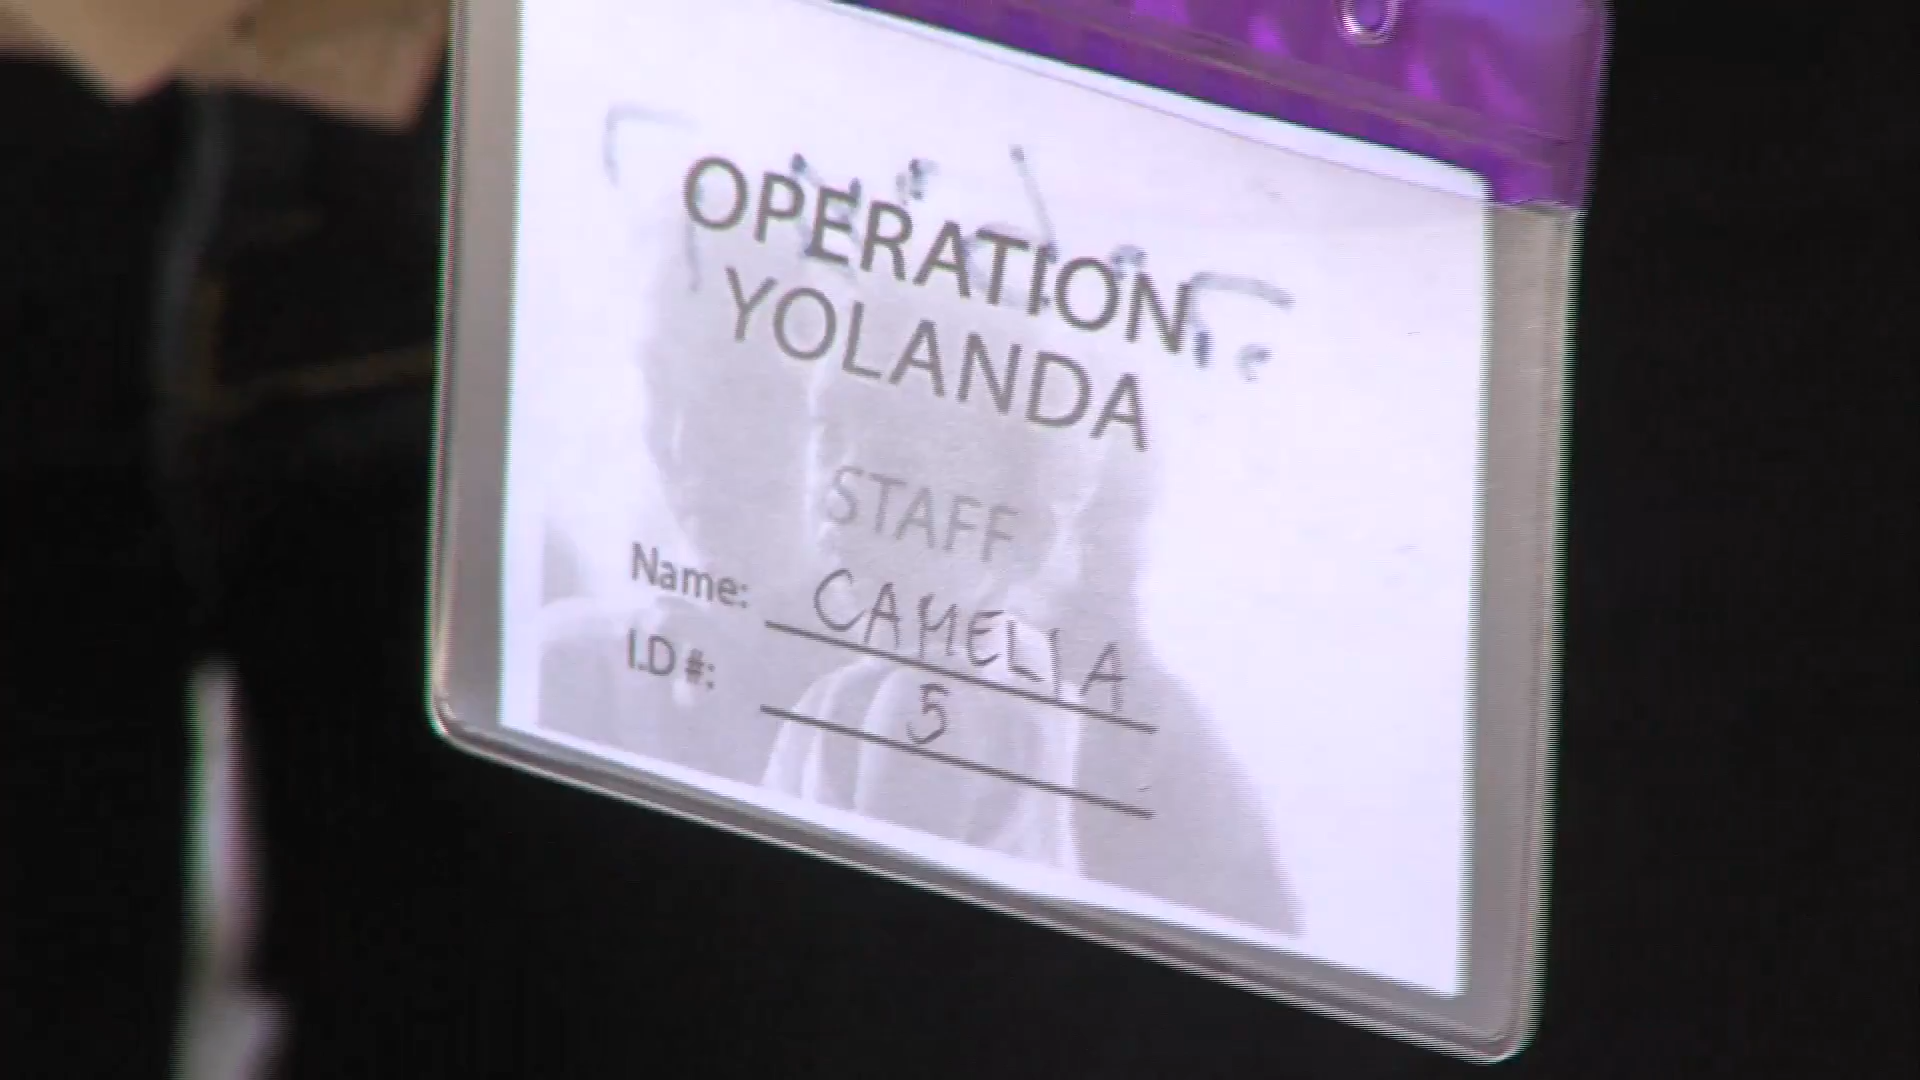 OPERATION
YOLANDA
STAFF
Name: CAMELIA
I.D #: 5